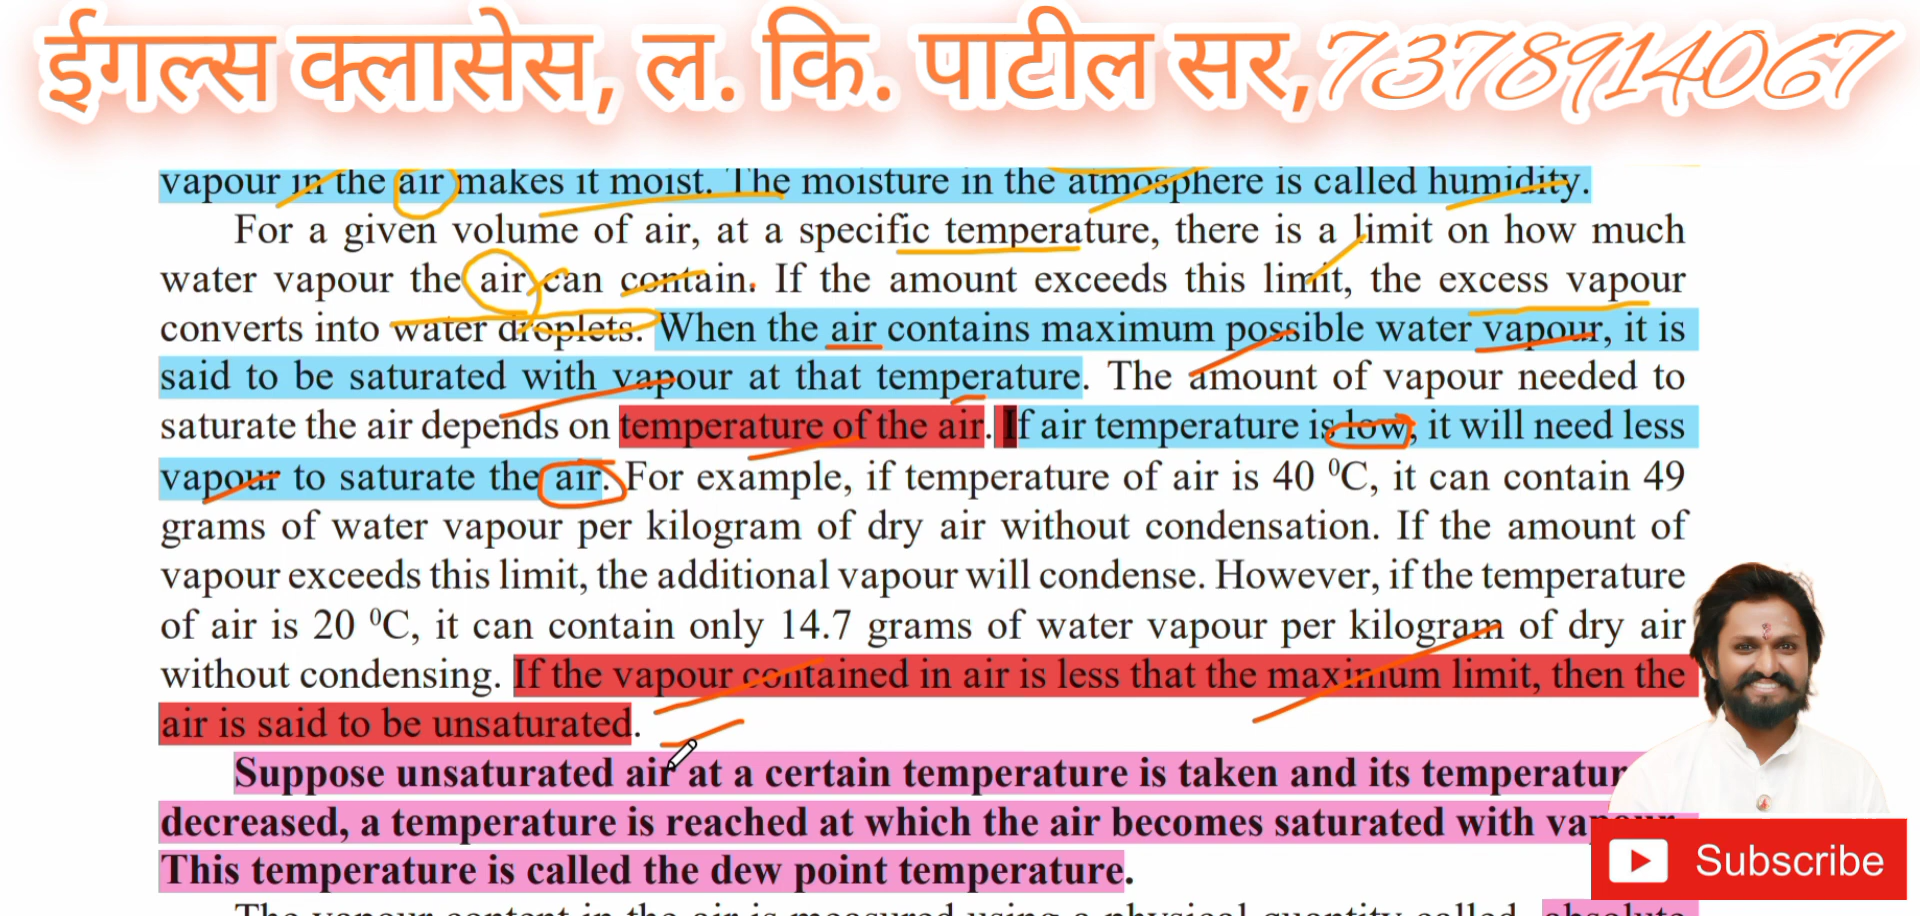 ईगल्स क्लासेस, ल. कि. पाटील सर, 7378914067
vapour in the air makes it moist. The moisture in the atmosphere is called humidity.
For a given volume of air, at a specific temperature, there is a limit on how much
water vapour the air can contain. If the amount exceeds this limit, the excess vapour
converts into water droplets. When the air contains maximum possible water vapour, it is
said to be saturated with vapour at that temperature. The amount of vapour needed to
saturate the air depends on temperature of the air. If air temperature is low, it will need less
vapour to saturate the air. For example, if temperature of air is 40 ⁰C, it can contain 49
grams of water vapour per kilogram of dry air without condensation. If the amount of
vapour exceeds this limit, the additional vapour will condense. However, if the temperature
of air is 20 ⁰C, it can contain only 14.7 grams of water vapour per kilogram of dry air
without condensing. If the vapour contained in air is less that the maximum limit, then the
air is said to be unsaturated.
Suppose unsaturated air at a certain temperature is taken and its
decreased, a temperature is reached at which the air becomes saturated with
This temperature is called the dew point temperature.
Subscribe